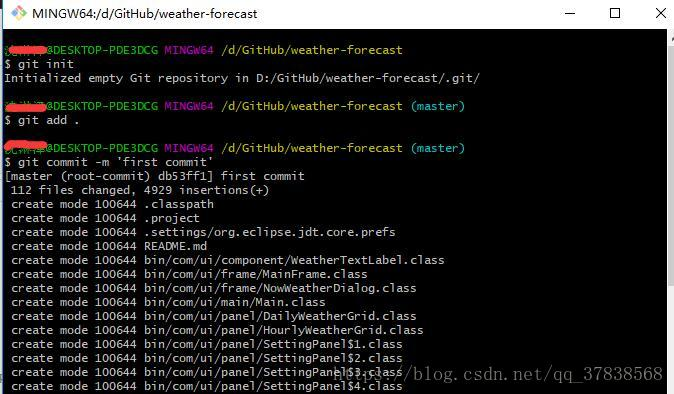 MINGW64:/d/GitHub/weather-forecast
@DESKTOP-PDE3DCG MINGW64 /d/GitHub/weather-forecast
$ git init
Initialized empty Git repository in D:/GitHub/weather-forecast/.git/
@DESKTOP-PDE3DCG MINGW64 /d/GitHub/weather-forecast (master)
$ git add .
@DESKTOP-PDE3DCG MINGW64 /d/GitHub/weather-forecast (master)
$ git commit -m 'first commit'
[master (root-commit) db53ff1] first commit
112 files changed, 4929 insertions(+)
create mode 100644 .classpath
create mode 100644 .project
create mode 100644 .settings/org.eclipse.jdt.core.prefs
create mode 100644 README.md
create mode 100644 bin/com/ui/component/WeatherTextLabel.class
create mode 100644 bin/com/ui/frame/MainFrame.class
create mode 100644 bin/com/ui/frame/NowWeatherDialog.class
create mode 100644 bin/com/ui/main/Main.class
create mode 100644 bin/com/ui/panel/DailyWeatherGrid.class
create mode 100644 bin/com/ui/panel/HourlyWeatherGrid.class
create mode 100644 bin/com/ui/panel/SettingPanel$1.class
create mode 100644 bin/com/ui/panel/SettingPanel$2.class
create mode 100644 bin/com/ui/panel/SettingPanel$3.class
create mode 100644 bin/com/ui/panel/SettingPanel$4.class
https://blog.csdn.net/qq_37838568